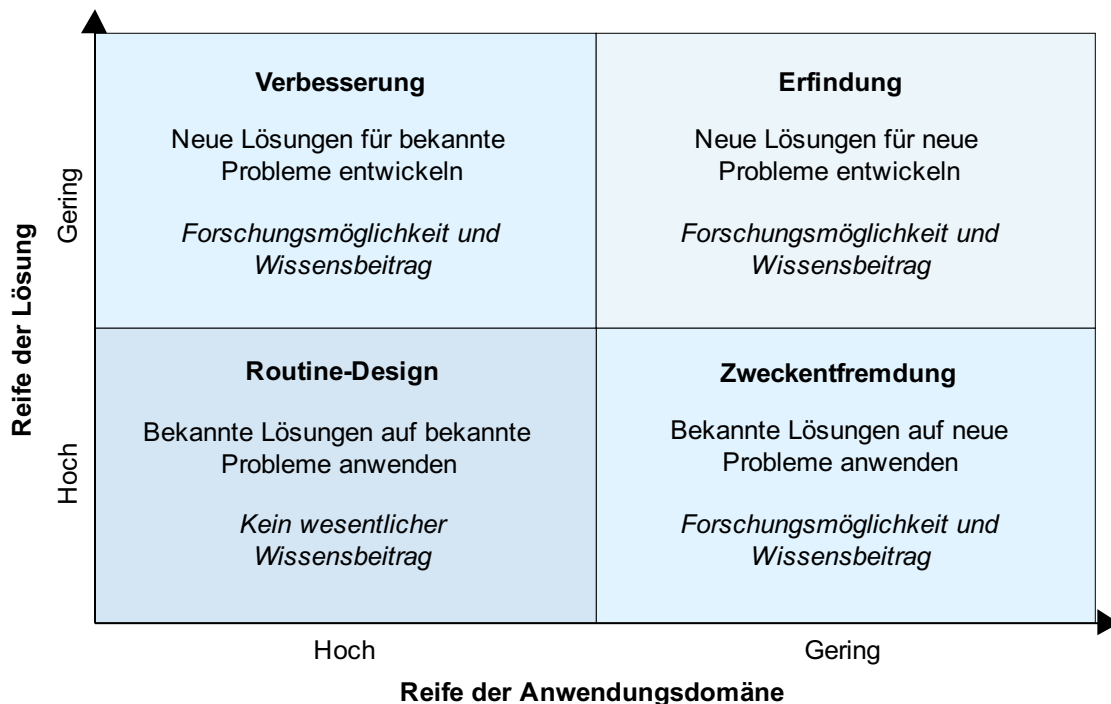 Verbesserung
Neue Lösungen für bekannte
Probleme entwickeln
Forschungsmöglichkeit und
Wissensbeitrag
Erfindung
Neue Lösungen für neue
Probleme entwickeln
Forschungsmöglichkeit und
Wissensbeitrag
Reife der Lösung
Gering
Hoch
Routine-Design
Bekannte Lösungen auf bekannte
Probleme anwenden
Kein wesentlicher
Wissensbeitrag
Zweckentfremdung
Bekannte Lösungen auf neue
Probleme anwenden
Forschungsmöglichkeit und
Wissensbeitrag
Hoch
Gering
Reife der Anwendungsdomäne